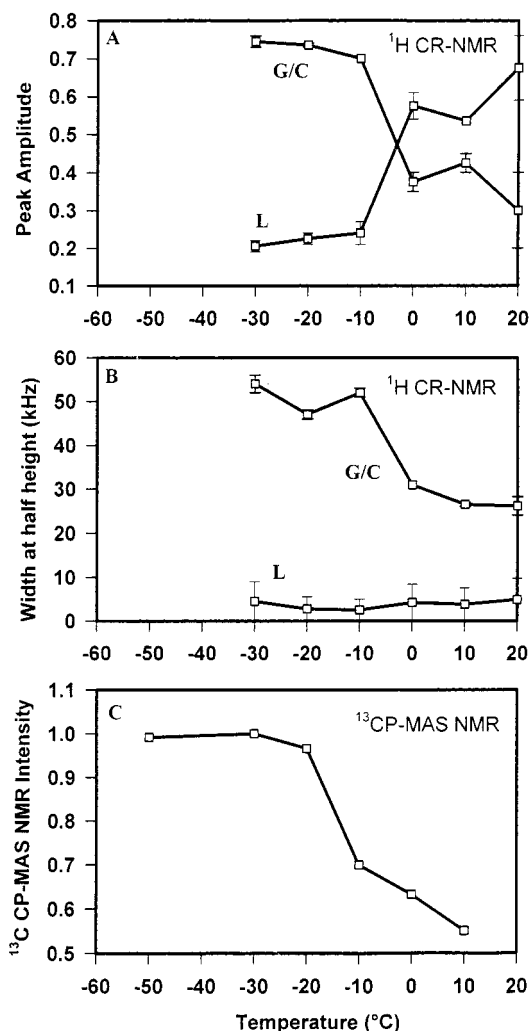 A
¹H CR-NMR
G/C
L
Peak Amplitude
0.8
0.7
0.6
0.5
0.4
0.3
0.2
0.1
-60 -50 -40 -30 -20 -10 0 10 20
B
¹H CR-NMR
G/C
L
Width at half height (kHz)
60
50
40
30
20
10
0
-60 -50 -40 -30 -20 -10 0 10 20
C
¹³CP-MAS NMR
¹³C CP-MAS NMR Intensity
1.1
1.0
0.9
0.8
0.7
0.6
0.5
-60 -50 -40 -30 -20 -10 0 10 20
Temperature (°C)